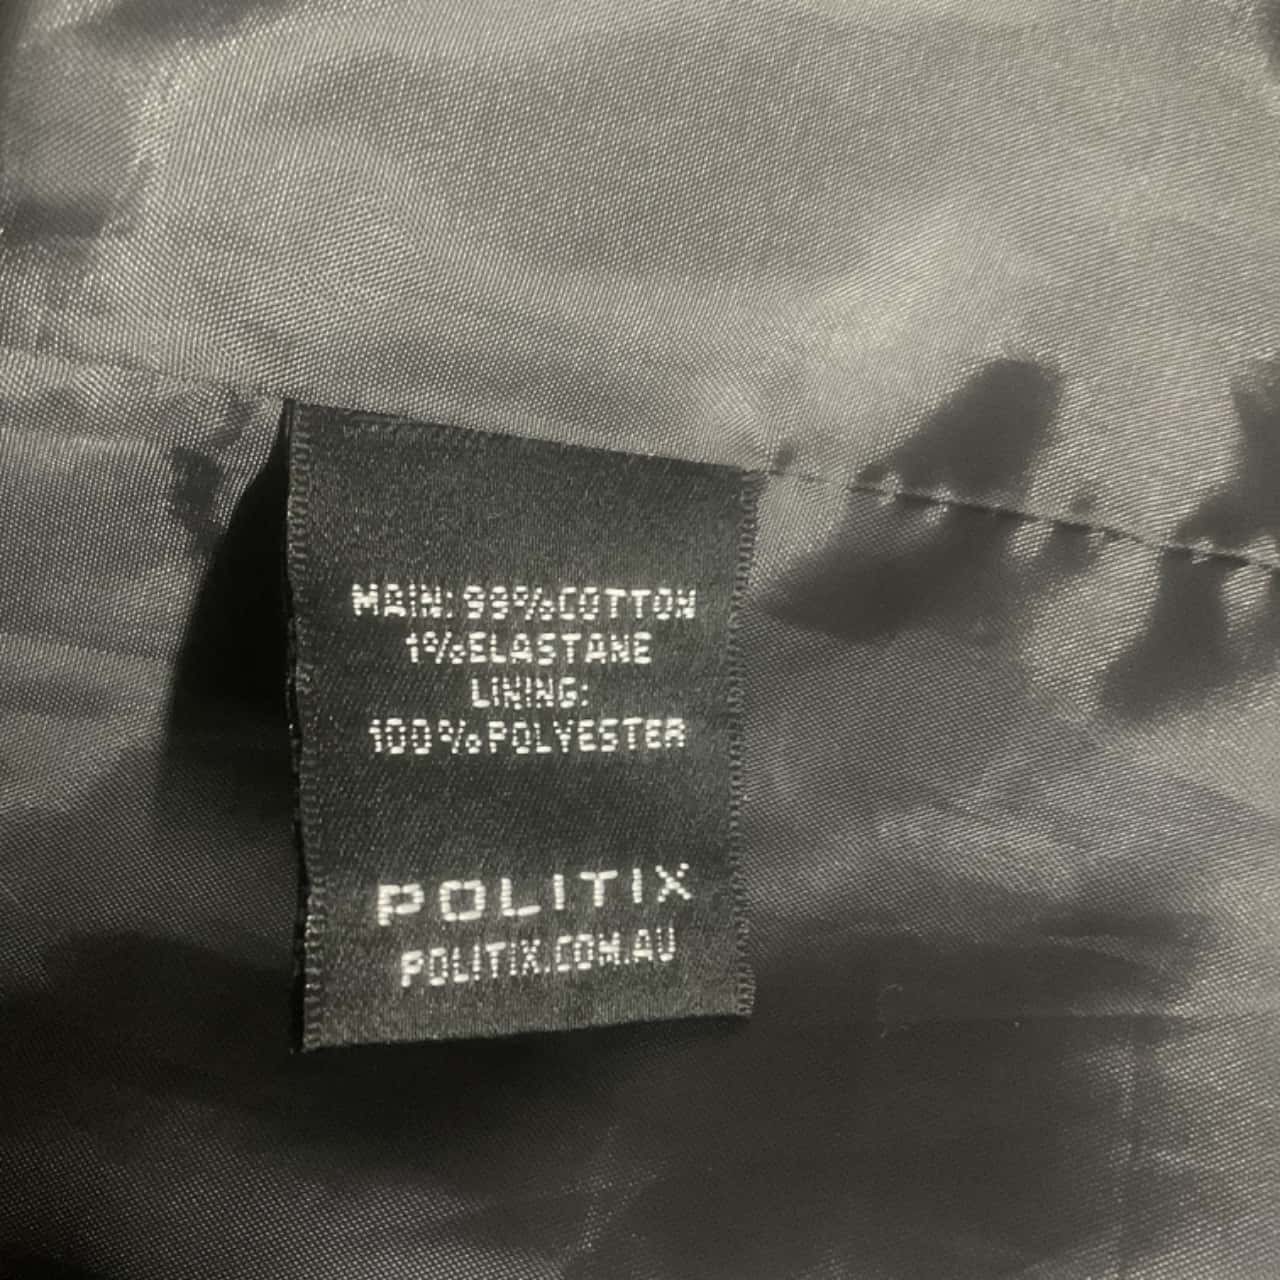 MAIN: 99%COTTON
1%ELASTANE
LINING:
100%POLYESTER
POLITIX
POLITIX.COM.AU